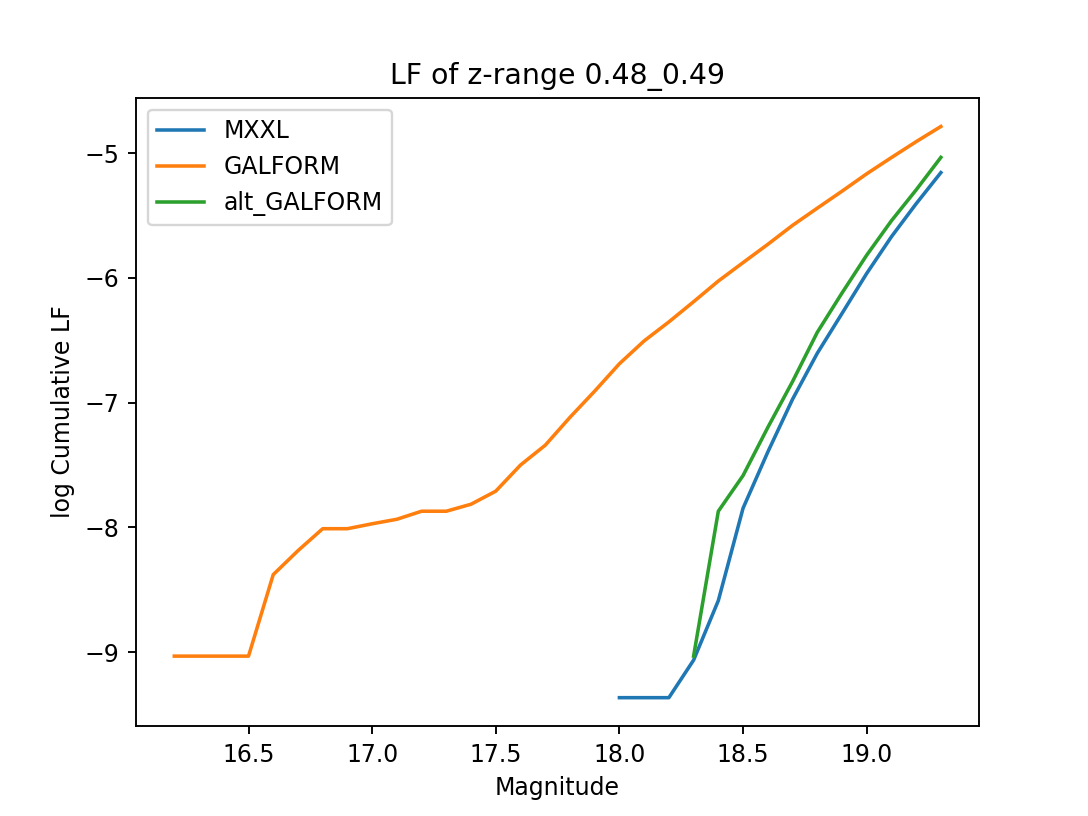 LF of z-range 0.48_0.49
MXXL
GALFORM
alt_GALFORM
log Cumulative LF
−5
−6
−7
−8
−9
16.5 17.0 17.5 18.0 18.5 19.0
Magnitude